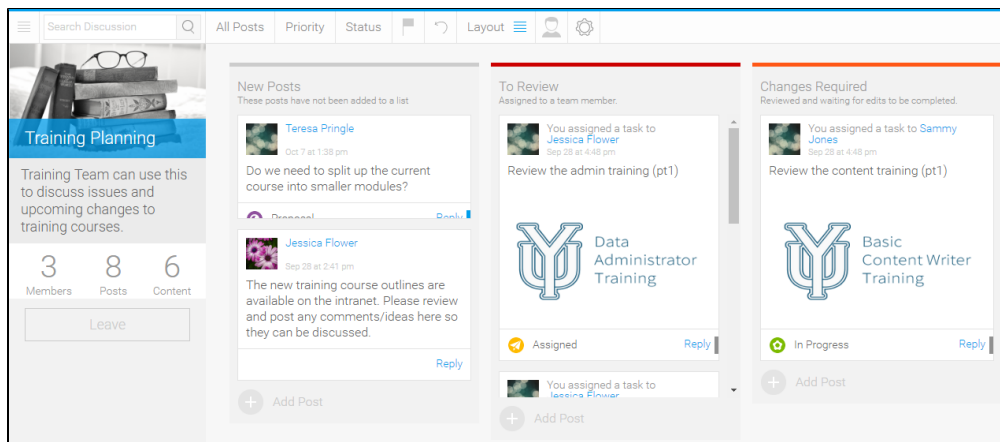 Search Discussion
All Posts
Priority
Status
Layout
Training Planning
Training Team can use this
to discuss issues and
upcoming changes to
training courses.
3
Members
8
Posts
6
Content
Leave
New Posts
These posts have not been added to a list
Teresa Pringle
Oct 7 at 1:38 pm
Do we need to split up the current
course into smaller modules?
Proposal
Reply
Jessica Flower
Sep 28 at 2:41 pm
The new training course outlines are
available on the intranet. Please review
and post any comments/ideas here so
they can be discussed.
Reply
Add Post
To Review
Assigned to a team member.
You assigned a task to
Jessica Flower
Sep 28 at 4:48 pm
Review the admin training (pt1)
Data
Administrator
Training
Assigned
Reply
You assigned a task to
Jessica Flower
Add Post
Changes Required
Reviewed and waiting for edits to be completed.
You assigned a task to Sammy
Jones
Sep 28 at 4:48 pm
Review the content training (pt1)
Basic
Content Writer
Training
In Progress
Reply
Add Post